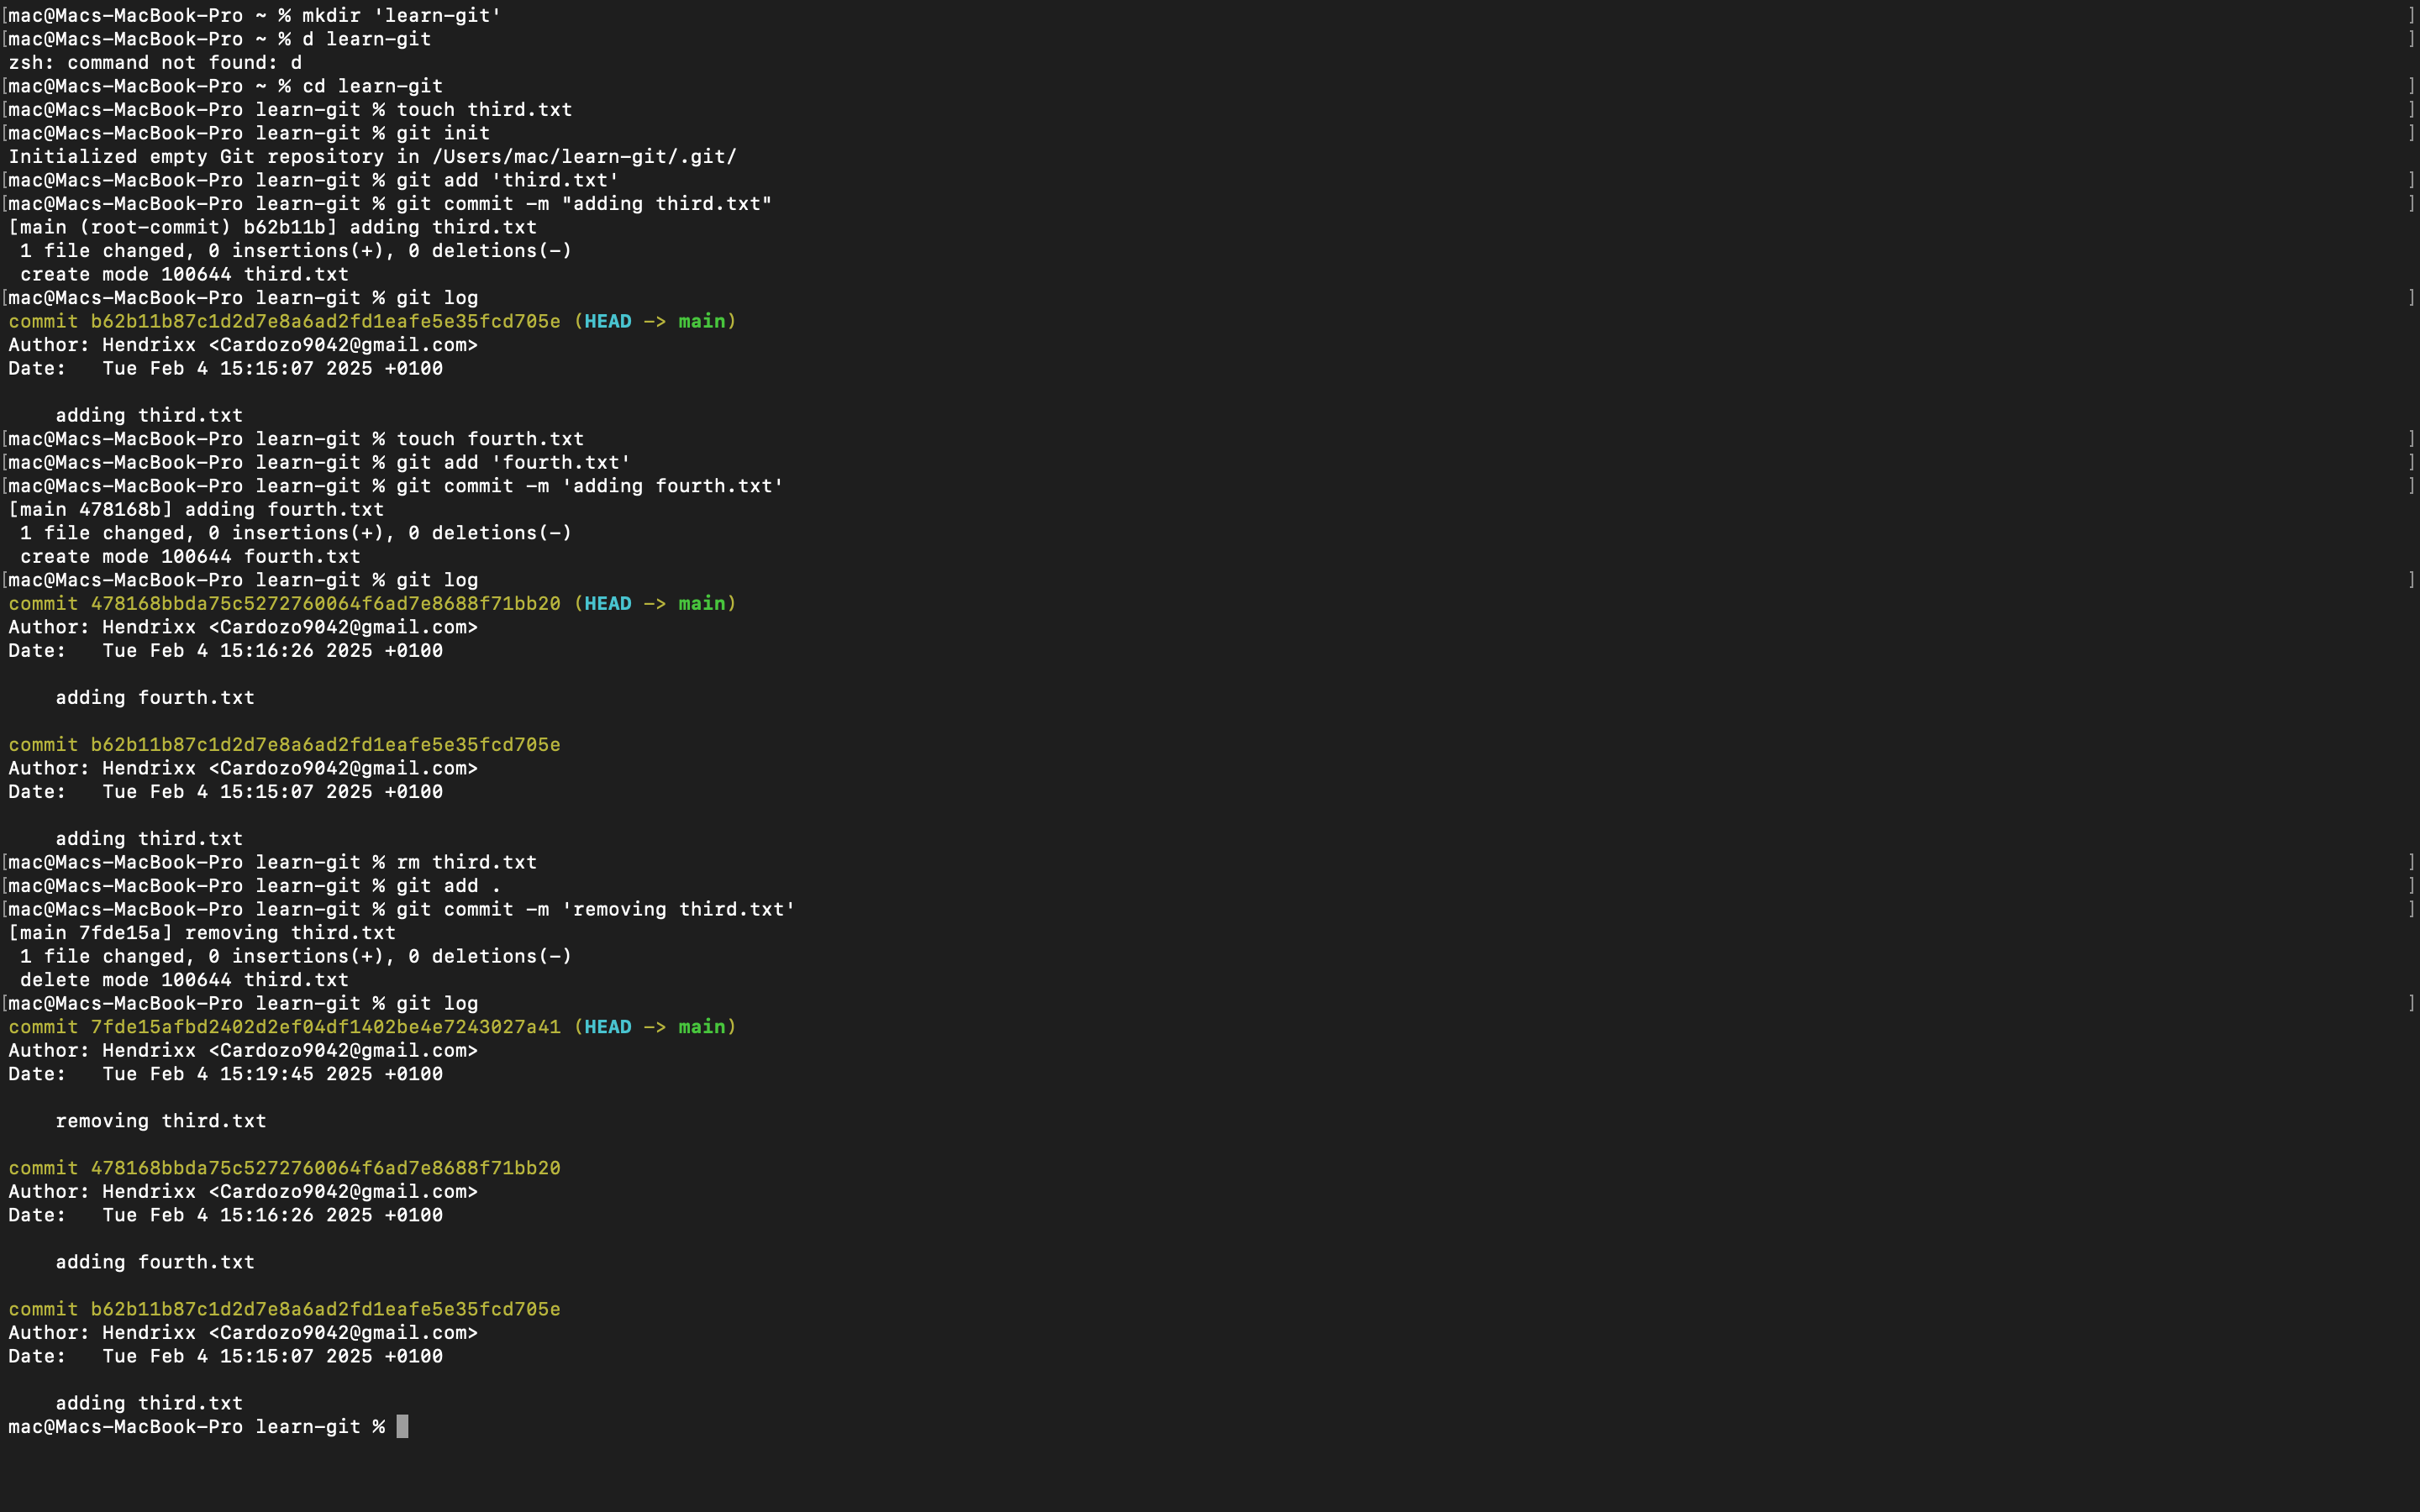 [mac@Macs-MacBook-Pro ~ % mkdir 'learn-git' ]
[mac@Macs-MacBook-Pro ~ % d learn-git ]
zsh: command not found: d
[mac@Macs-MacBook-Pro ~ % cd learn-git ]
[mac@Macs-MacBook-Pro learn-git % touch third.txt ]
[mac@Macs-MacBook-Pro learn-git % git init ]
Initialized empty Git repository in /Users/mac/learn-git/.git/
[mac@Macs-MacBook-Pro learn-git % git add 'third.txt' ]
[mac@Macs-MacBook-Pro learn-git % git commit -m "adding third.txt" ]
[main (root-commit) b62b11b] adding third.txt
 1 file changed, 0 insertions(+), 0 deletions(-)
 create mode 100644 third.txt
[mac@Macs-MacBook-Pro learn-git % git log ]
commit b62b11b87c1d2d7e8a6ad2fd1eafe5e35fcd705e (HEAD -> main)
Author: Hendrixx <Cardozo9042@gmail.com>
Date:   Tue Feb 4 15:15:07 2025 +0100

    adding third.txt
[mac@Macs-MacBook-Pro learn-git % touch fourth.txt ]
[mac@Macs-MacBook-Pro learn-git % git add 'fourth.txt' ]
[mac@Macs-MacBook-Pro learn-git % git commit -m 'adding fourth.txt' ]
[main 478168b] adding fourth.txt
 1 file changed, 0 insertions(+), 0 deletions(-)
 create mode 100644 fourth.txt
[mac@Macs-MacBook-Pro learn-git % git log ]
commit 478168bbda75c5272760064f6ad7e8688f71bb20 (HEAD -> main)
Author: Hendrixx <Cardozo9042@gmail.com>
Date:   Tue Feb 4 15:16:26 2025 +0100

    adding fourth.txt

commit b62b11b87c1d2d7e8a6ad2fd1eafe5e35fcd705e
Author: Hendrixx <Cardozo9042@gmail.com>
Date:   Tue Feb 4 15:15:07 2025 +0100

    adding third.txt
[mac@Macs-MacBook-Pro learn-git % rm third.txt ]
[mac@Macs-MacBook-Pro learn-git % git add . ]
[mac@Macs-MacBook-Pro learn-git % git commit -m 'removing third.txt' ]
[main 7fde15a] removing third.txt
 1 file changed, 0 insertions(+), 0 deletions(-)
 delete mode 100644 third.txt
[mac@Macs-MacBook-Pro learn-git % git log ]
commit 7fde15afbd2402d2ef04df1402be4e7243027a41 (HEAD -> main)
Author: Hendrixx <Cardozo9042@gmail.com>
Date:   Tue Feb 4 15:19:45 2025 +0100

    removing third.txt

commit 478168bbda75c5272760064f6ad7e8688f71bb20
Author: Hendrixx <Cardozo9042@gmail.com>
Date:   Tue Feb 4 15:16:26 2025 +0100

    adding fourth.txt

commit b62b11b87c1d2d7e8a6ad2fd1eafe5e35fcd705e
Author: Hendrixx <Cardozo9042@gmail.com>
Date:   Tue Feb 4 15:15:07 2025 +0100

    adding third.txt
mac@Macs-MacBook-Pro learn-git %